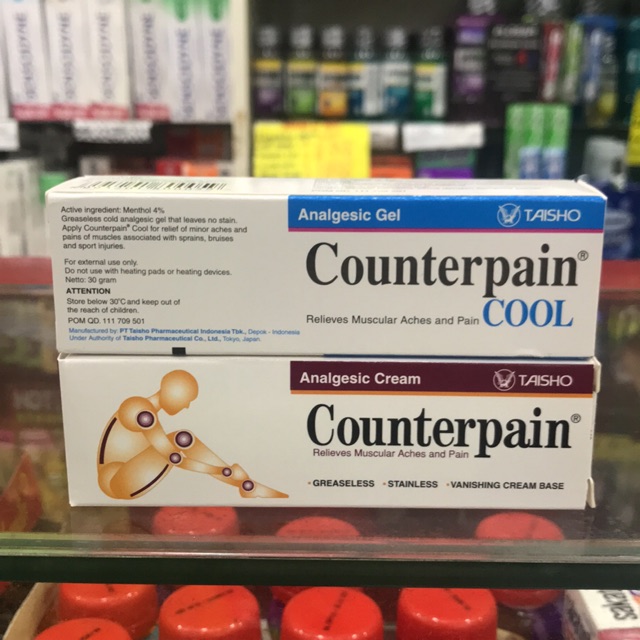 Active ingredient: Menthol 4%
Greaseless cold analgesic gel that leaves no stain.
Apply Counterpain® Cool for relief of minor aches and
pains of muscles associated with sprains, bruises
and sport injuries.
For external use only.
Do not use with heating pads or heating devices.
Netto: 30 gram
ATTENTION
Store below 30°C and keep out of
the reach of children.
POM QD. 111 709 501
Manufactured by: PT Taisho Pharmaceutical Indonesia Tbk., Depok - Indonesia
Under Authority of Taisho Pharmaceutical Co., Ltd., Tokyo, Japan.
Analgesic Gel
TAISHO
Counterpain®
Relieves Muscular Aches and Pain COOL
Analgesic Cream
TAISHO
Counterpain®
Relieves Muscular Aches and Pain
• GREASELESS • STAINLESS • VANISHING CREAM BASE